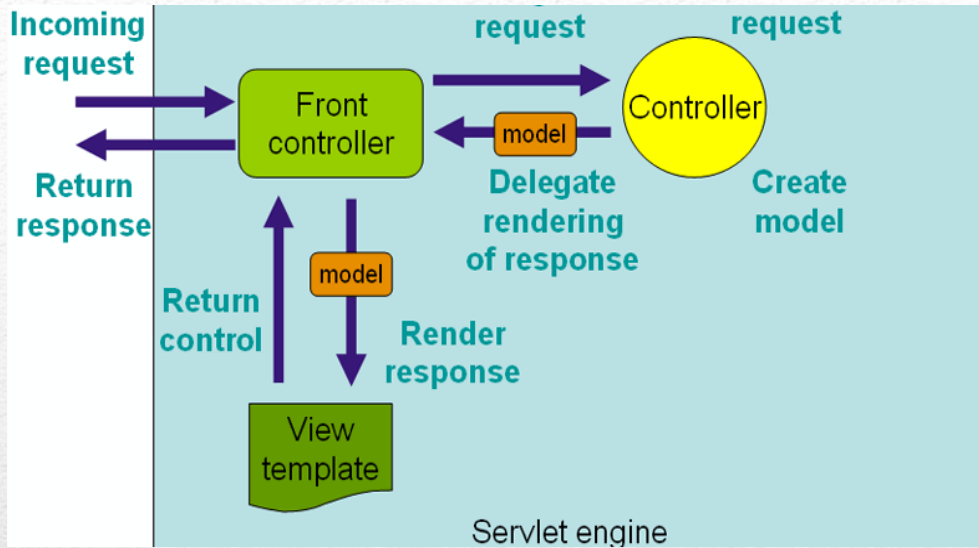 Incoming
request
request
request
Front
controller
Controller
model
Return
response
Delegate
rendering
of response
Create
model
model
Return
control
Render
response
View
template
Servlet engine